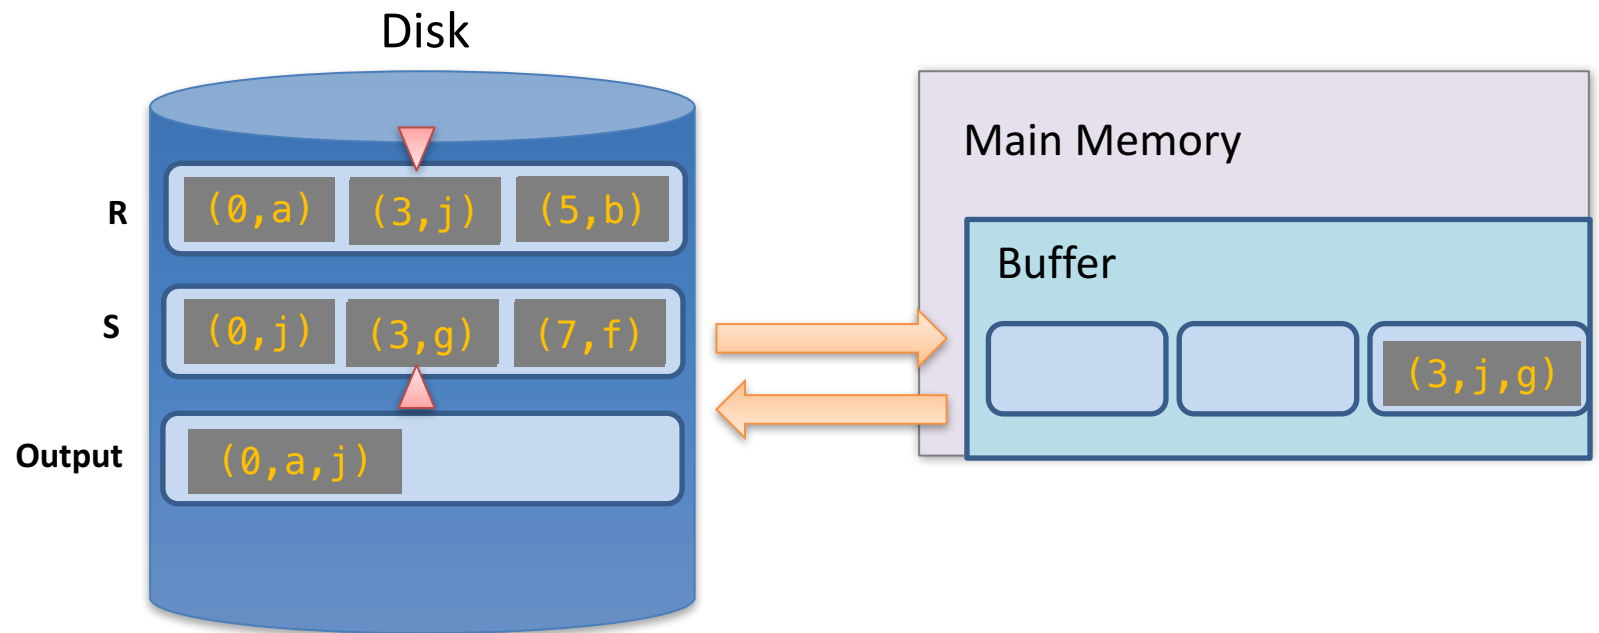 Disk
Main Memory
R
(0,a) (3,j) (5,b)
Buffer
S
(0,j) (3,g) (7,f)
(3,j,g)
Output
(0,a,j)